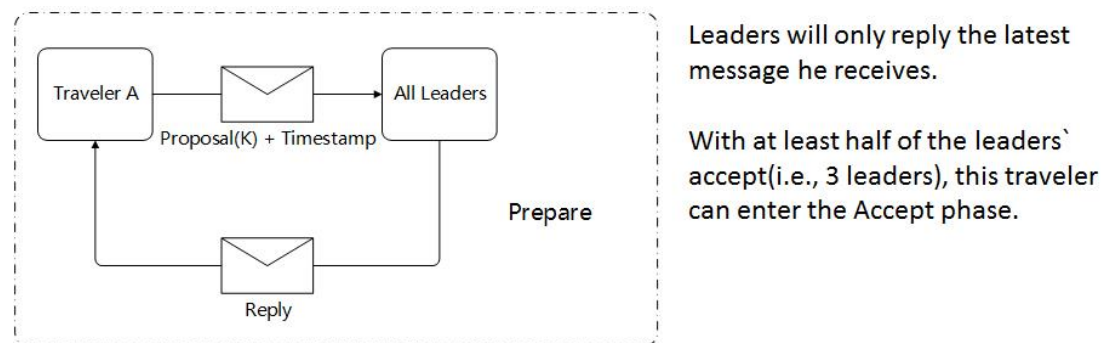 Traveler A
Proposal(K) + Timestamp
All Leaders
Prepare
Reply
Leaders will only reply the latest
message he receives.
With at least half of the leaders`
accept(i.e., 3 leaders), this traveler
can enter the Accept phase.